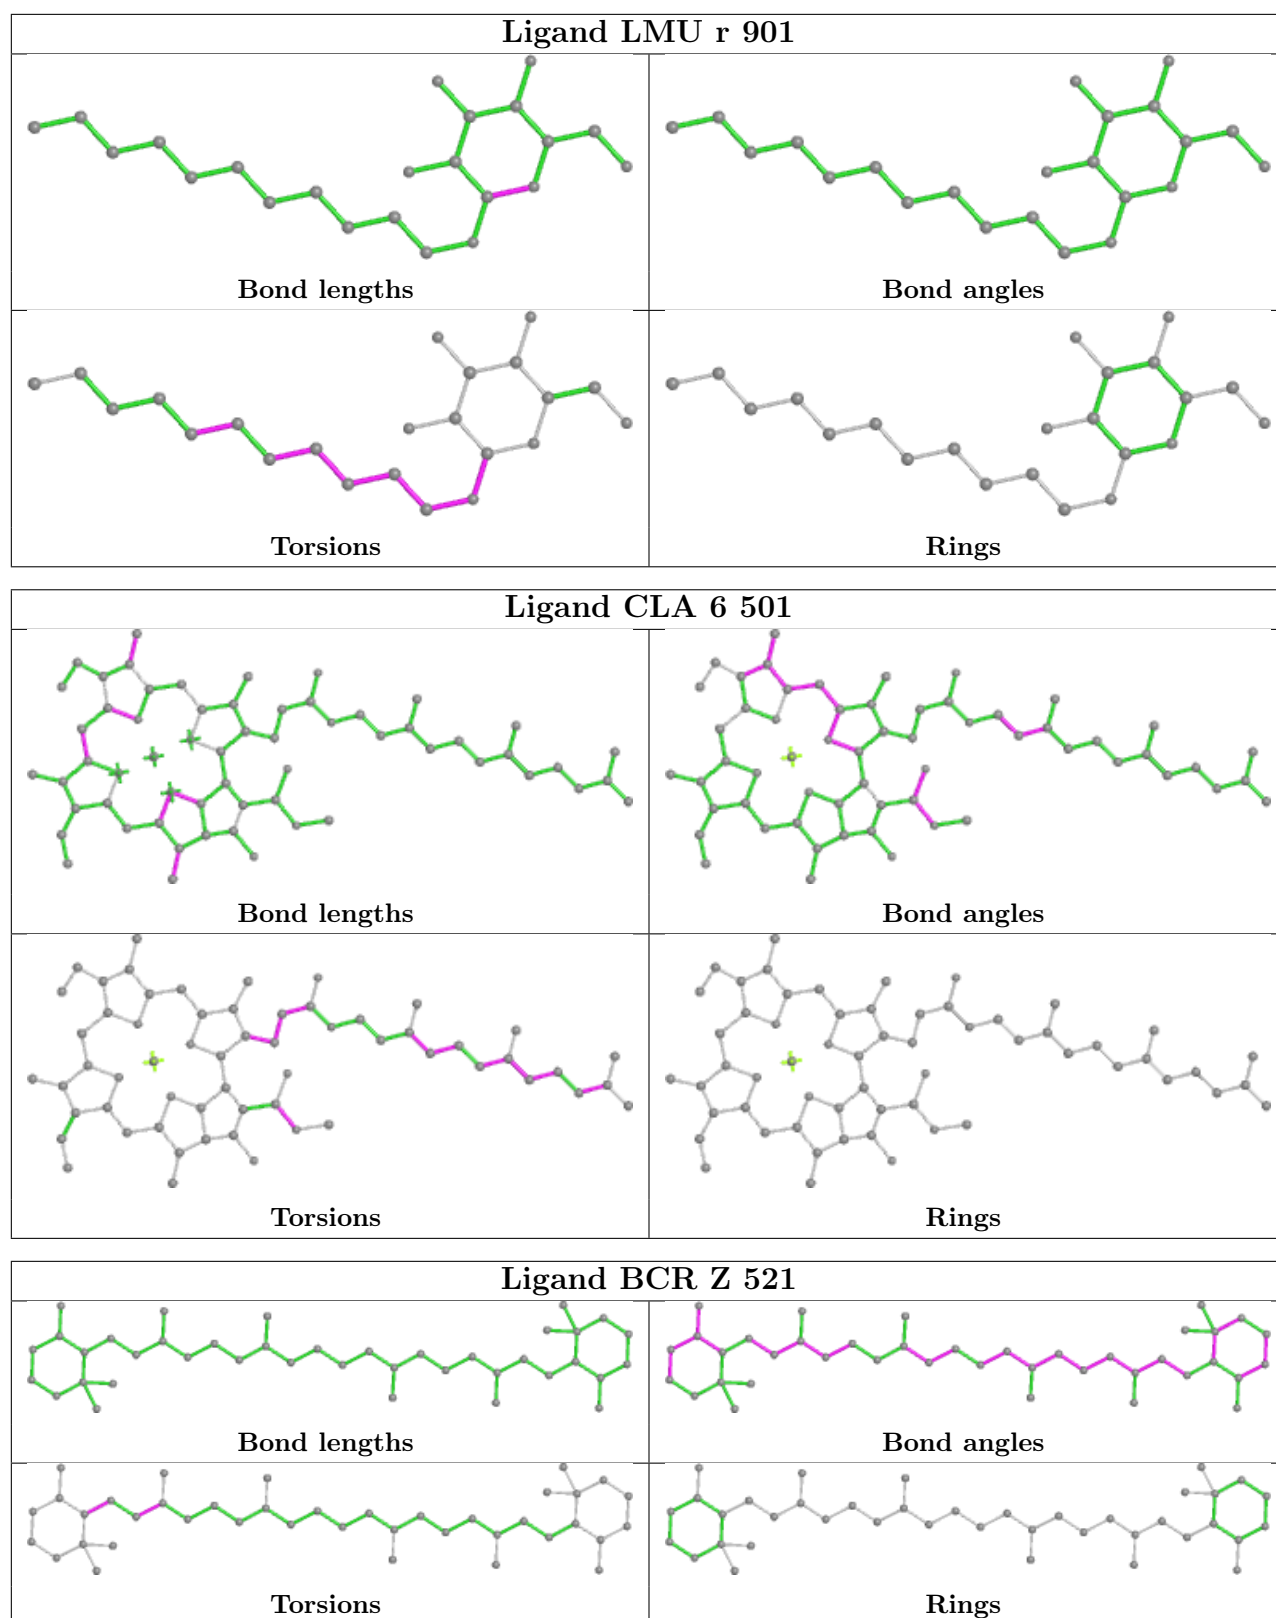 Ligand LMU r 901
Bond lengths
Bond angles
Torsions
Rings
Ligand CLA 6 501
Bond lengths
Bond angles
Torsions
Rings
Ligand BCR Z 521
Bond lengths
Bond angles
Torsions
Rings